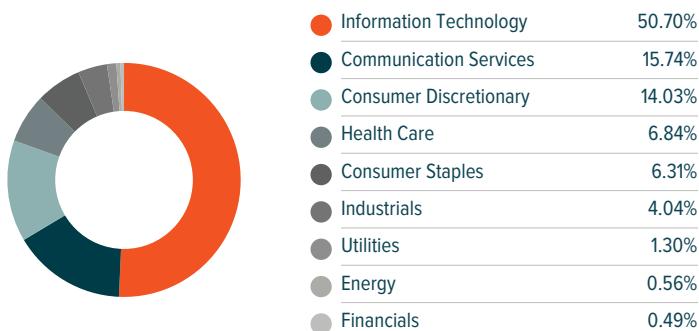 Information Technology 50.70%
Communication Services 15.74%
Consumer Discretionary 14.03%
Health Care 6.84%
Consumer Staples 6.31%
Industrials 4.04%
Utilities 1.30%
Energy 0.56%
Financials 0.49%